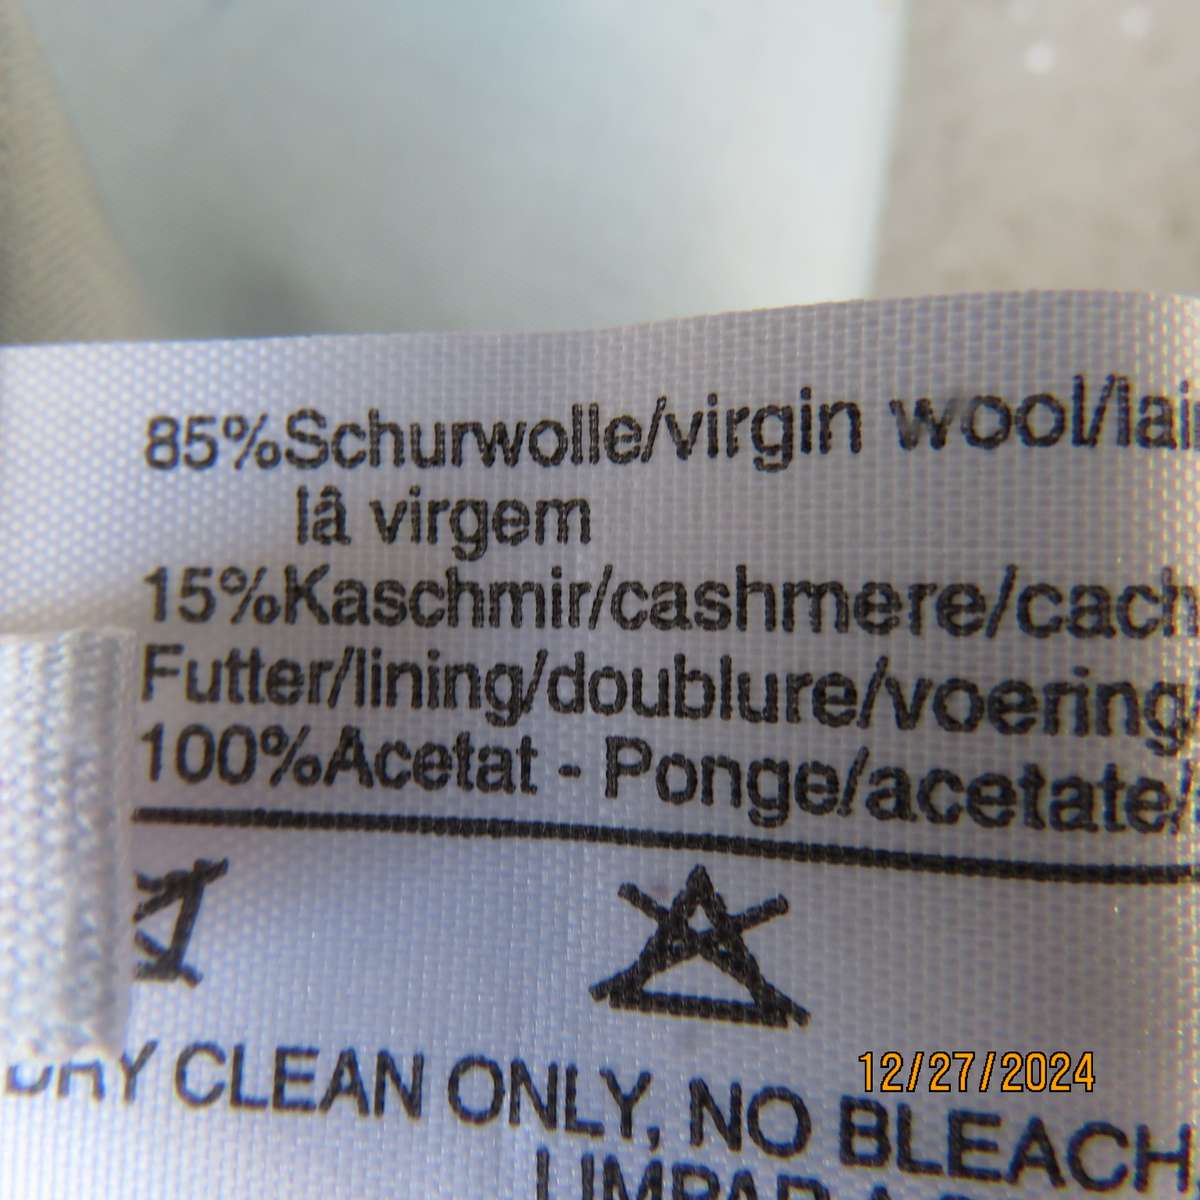 85%Schurwolle/virgin wool/lai
lâ virgem
15%Kaschmir/cashmere/cach
Futter/lining/doublure/voering/
100%Acetat - Ponge/acetate/
DRY CLEAN ONLY, NO BLEACH
12/27/2024